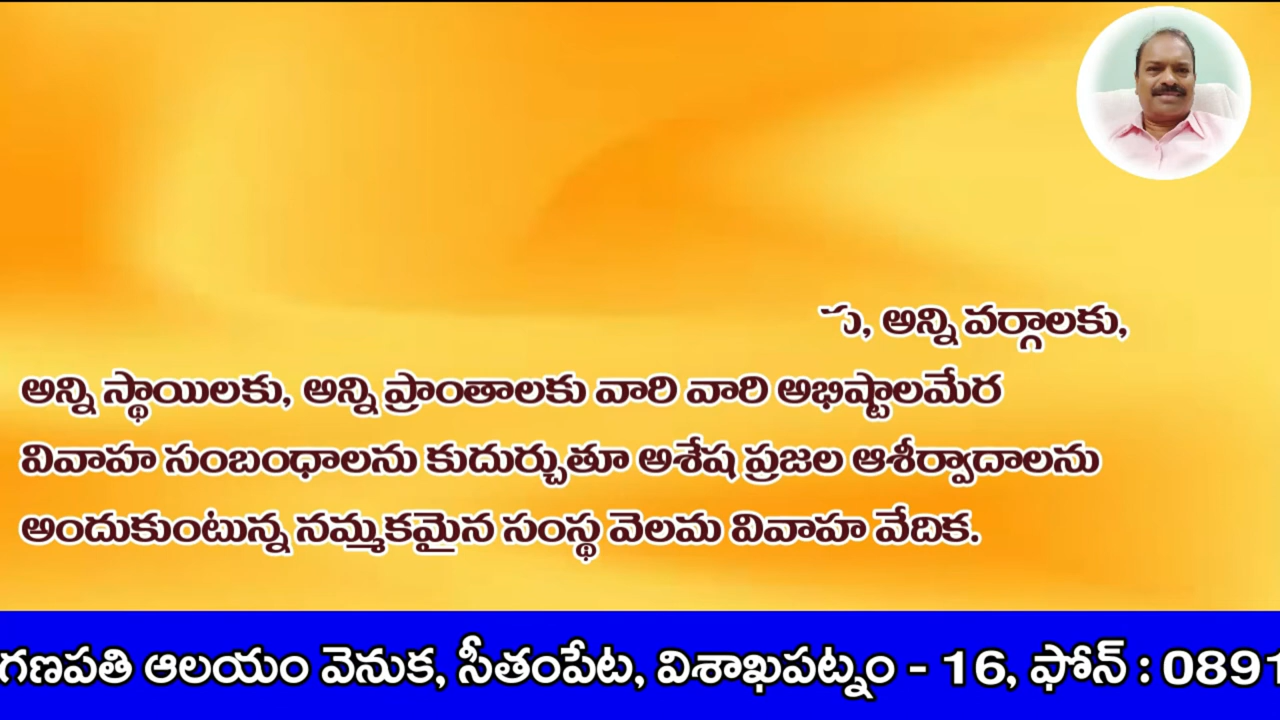 అన్ని వర్గాలకు,
అన్ని స్థాయిలకు, అన్ని ప్రాంతాలకు వారి వారి అభిష్టాలమేర
వివాహ సంబంధాలను కుదుర్చుతూ అశేష ప్రజల ఆశీర్వాదాలను
అందుకుంటున్న నమ్మకమైన సంస్థ వెలమ వివాహ వేదిక.
గణపతి ఆలయం వెనుక, సీతంపేట, విశాఖపట్నం - 16, ఫోన్ : 0891